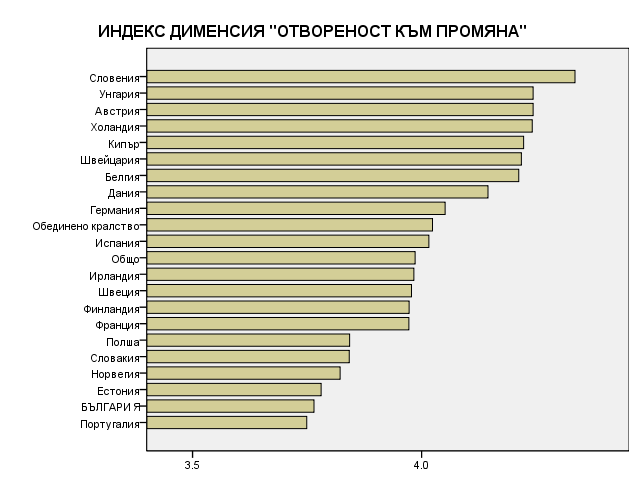 ИНДЕКС ДИМЕНСИЯ "ОТВОРЕНОСТ КЪМ ПРОМЯНА"
Словения
Унгария
Австрия
Холандия
Кипър
Швейцария
Белгия
Дания
Германия
Обединено кралство
Испания
Общо
Ирландия
Швеция
Финландия
Франция
Полша
Словакия
Норвегия
Естония
БЪЛГАРИ Я
Португалия
3.5 4.0